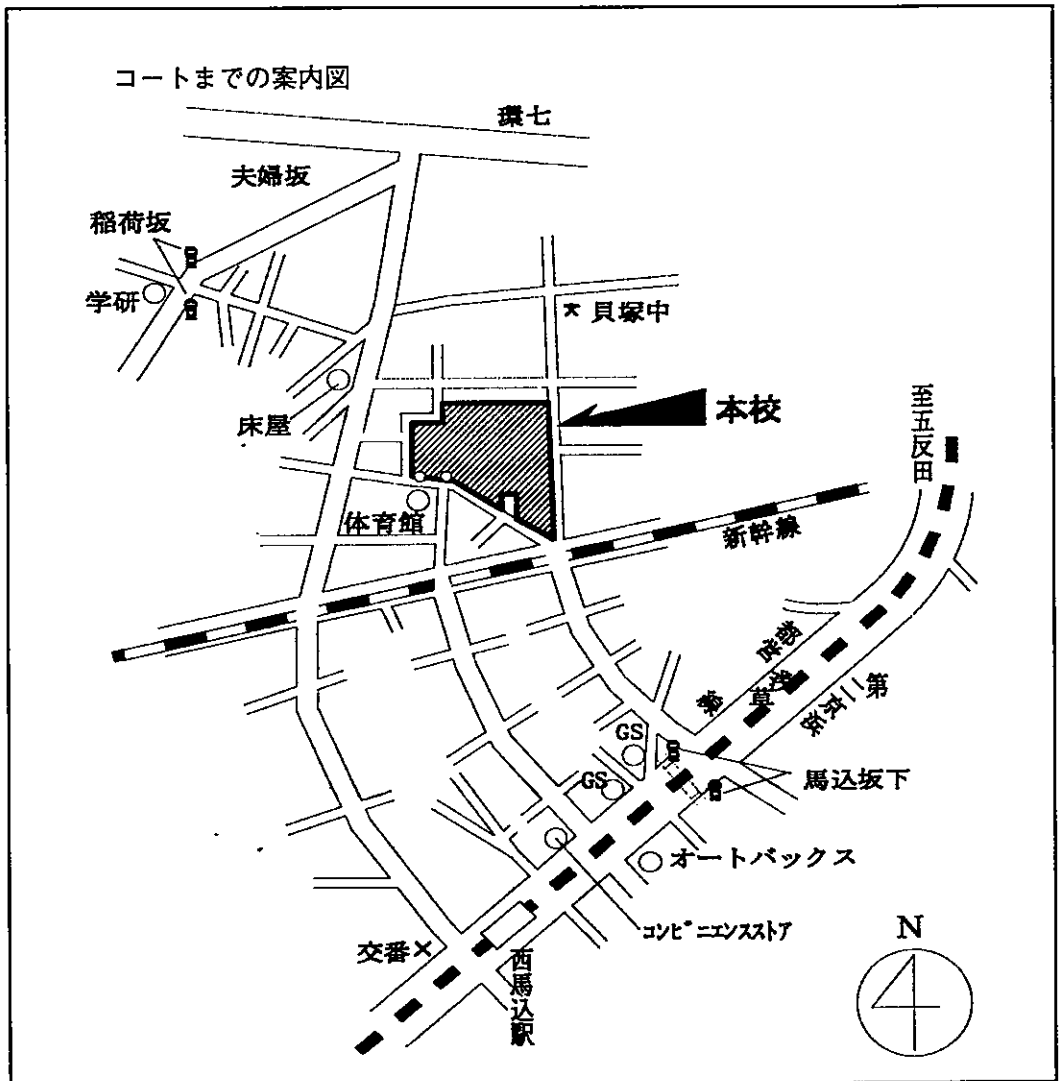 コートまでの案内図
環七
夫婦坂
稲荷坂
学研
貝塚中
本校
床屋
至五反田
体育館
新幹線
都営浅草線
第二京浜
GS
GS
馬込坂下
オートバックス
コンビニエンスストア
交番
西馬込駅
N